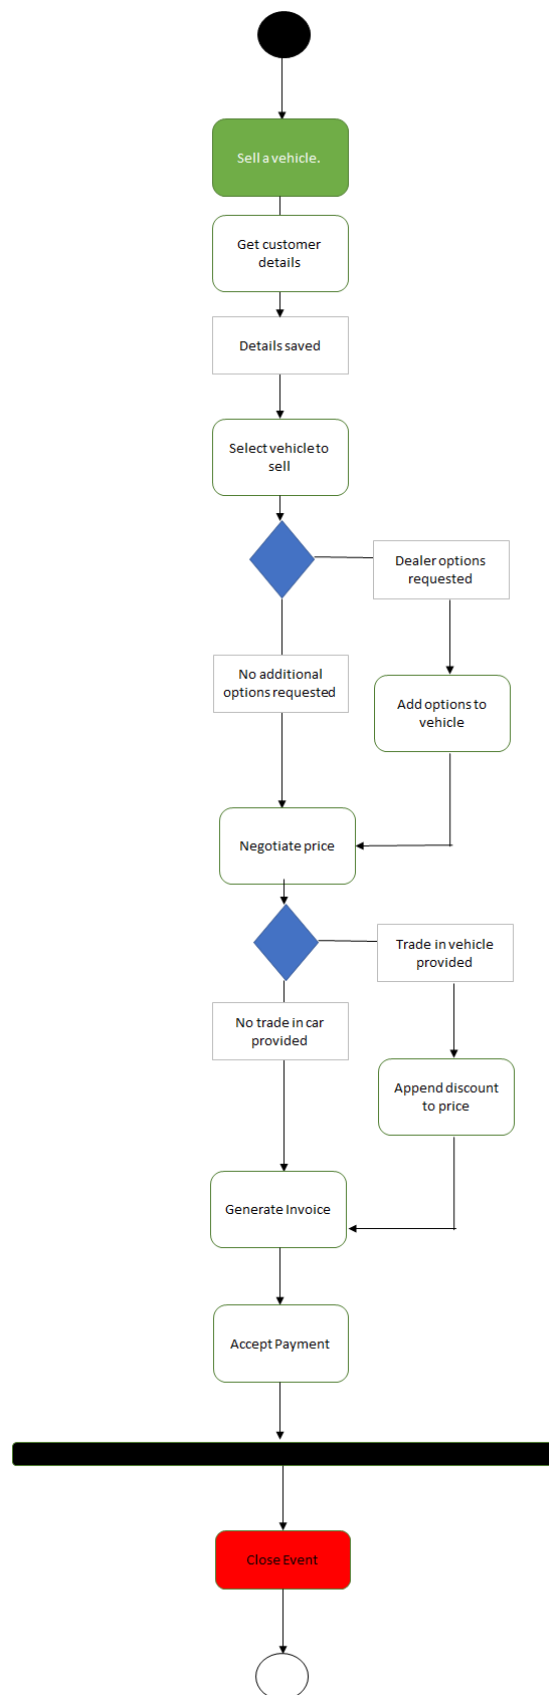 Sell a vehicle.
Get customer
details
Details saved
Select vehicle to
sell
Dealer options
requested
No additional
options requested
Add options to
vehicle
Negotiate price
Trade in vehicle
provided
No trade in car
provided
Append discount
to price
Generate Invoice
Accept Payment
Close Event